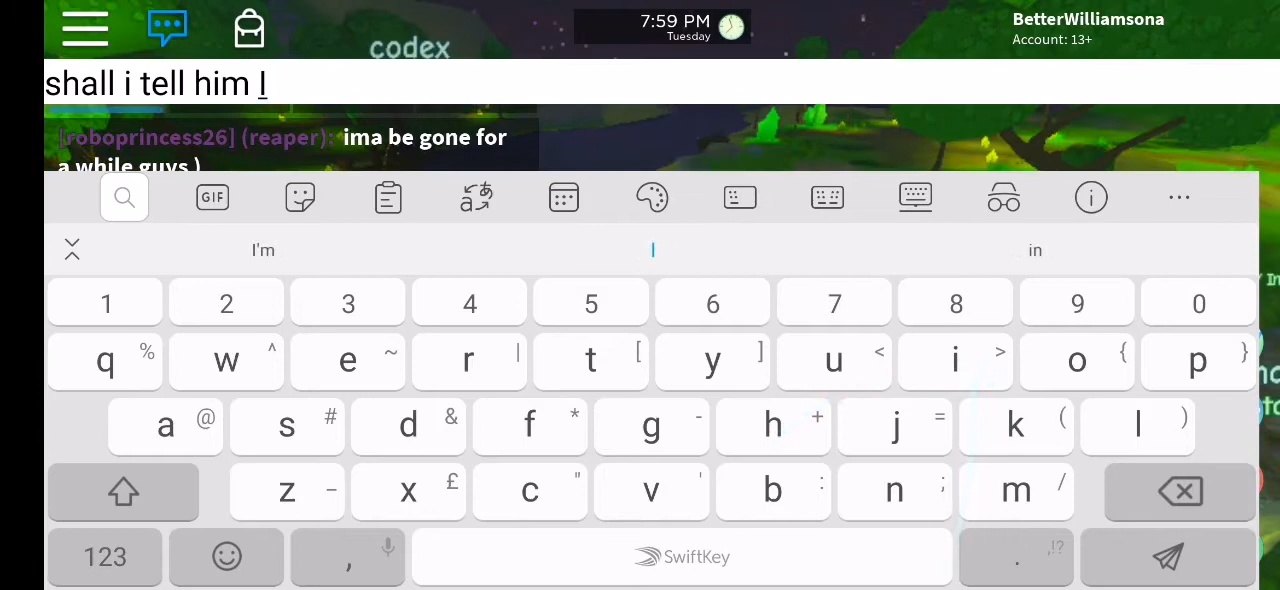 7:59 PM
Tuesday
BetterWilliamsona
Account: 13+
codex
shall i tell him I
[roboprincess26] (reaper): ima be gone for
a while guys )
GIF
I'm I in
1 2 3 4 5 6 7 8 9 0
q % w ^ e ~ r | t [ y ] u < i > o { p }
a @ s # d & f * g - h + j = k ( l )
z _ x £ c " v ' b : n ; m /
123 , SwiftKey . ,!?